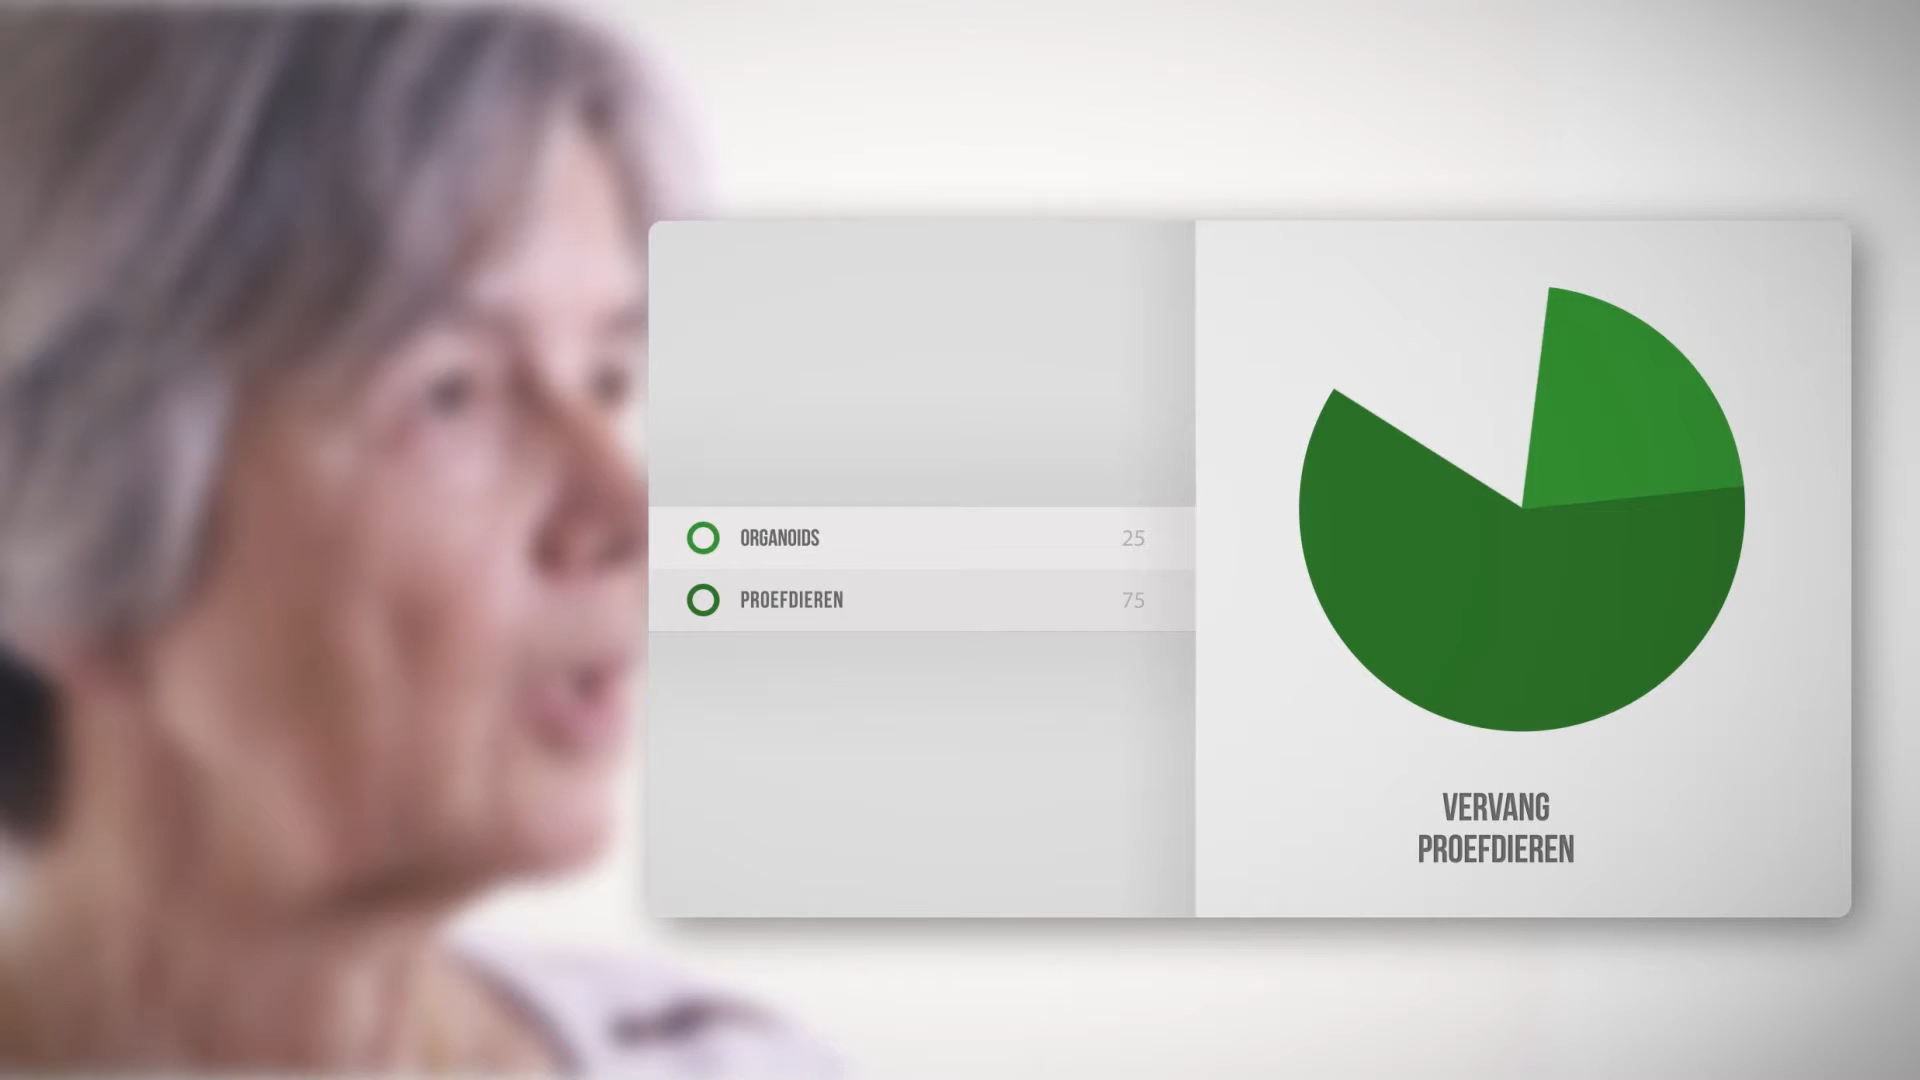 ORGANOIDS 25
PROEFDIEREN 75
VERVANG
PROEFDIEREN